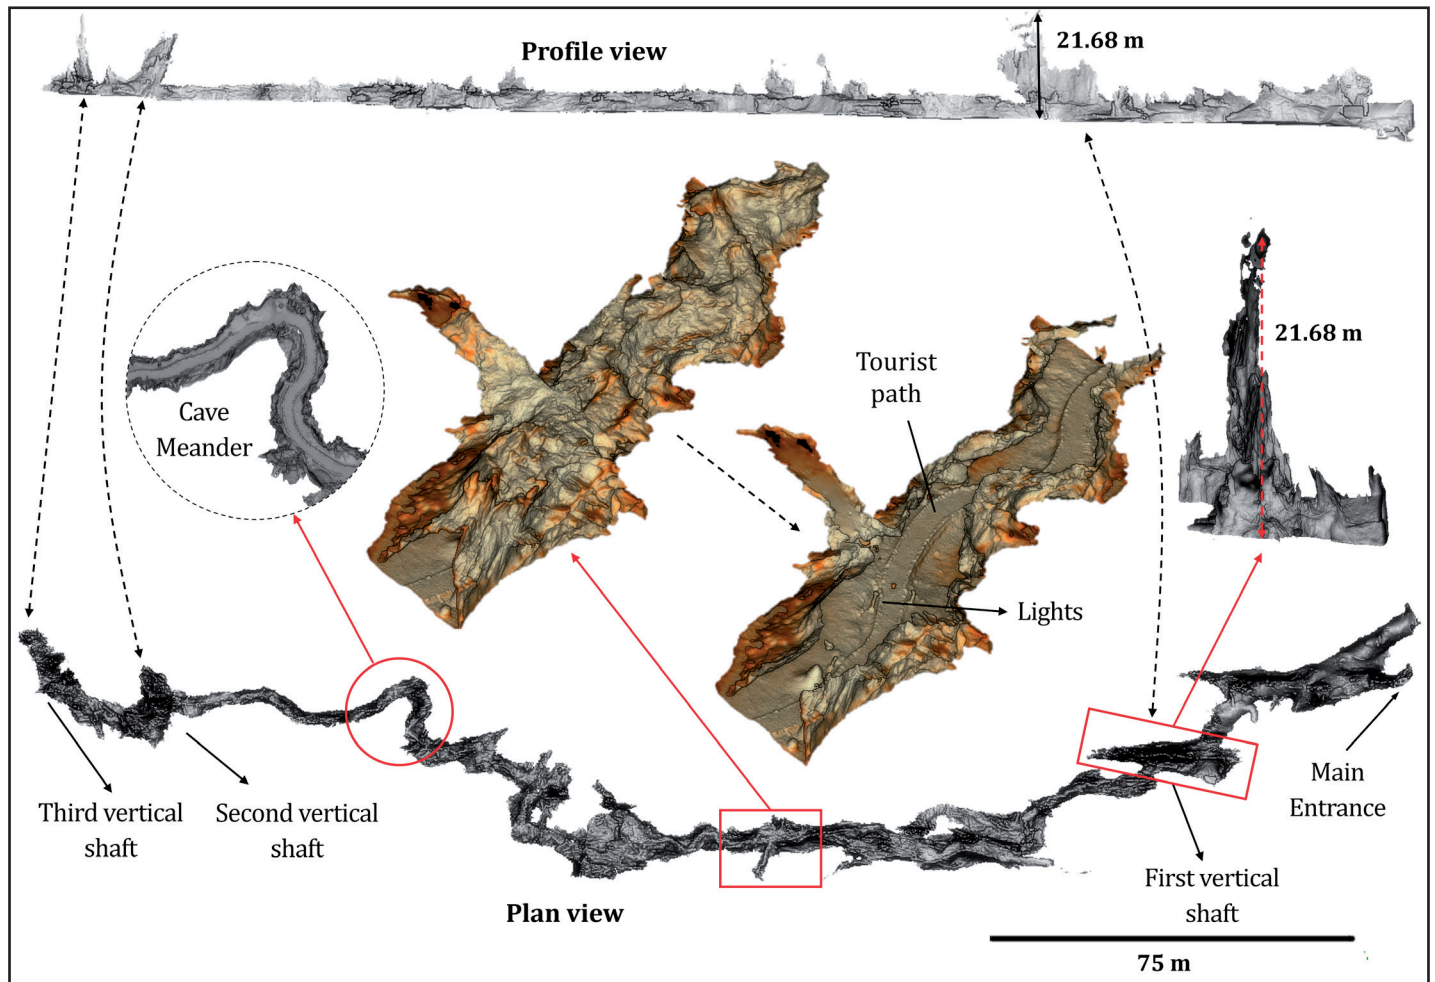 Profile view
21.68 m
21.68 m
Cave
Meander
Tourist
path
Lights
Main
Entrance
Third vertical
shaft
Second vertical
shaft
First vertical
shaft
Plan view
75 m